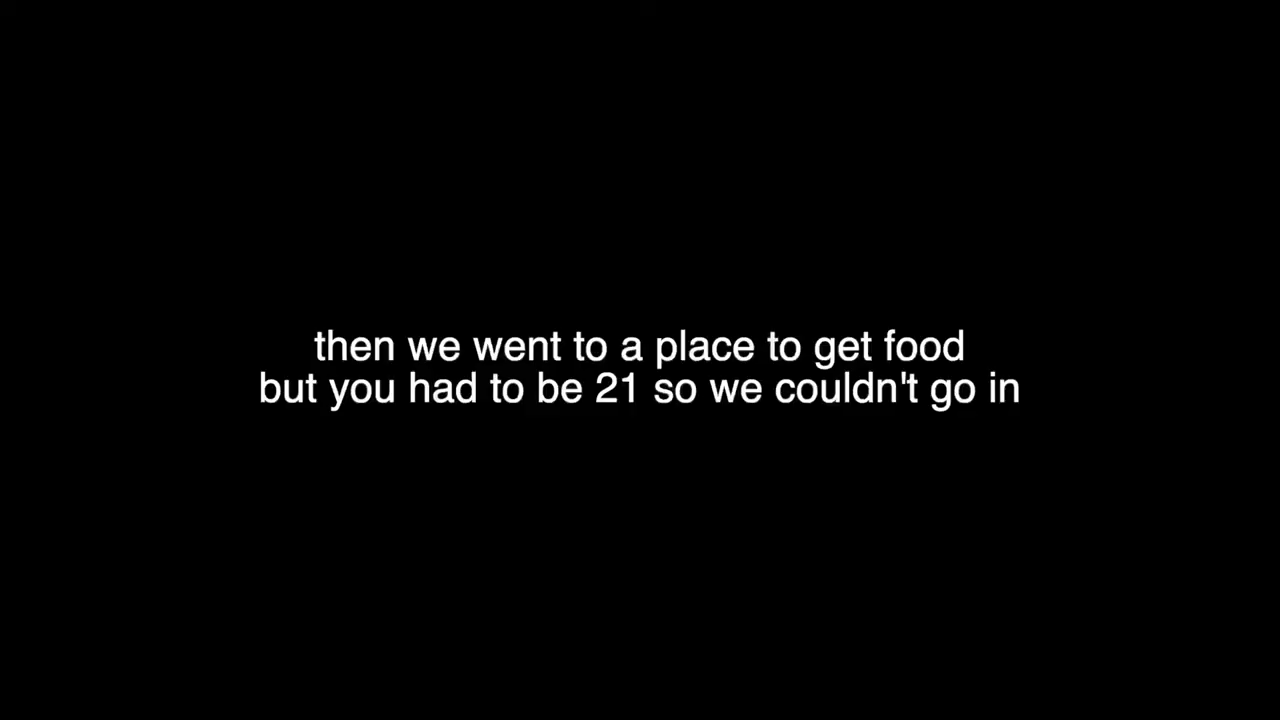 then we went to a place to get food
but you had to be 21 so we couldn't go in